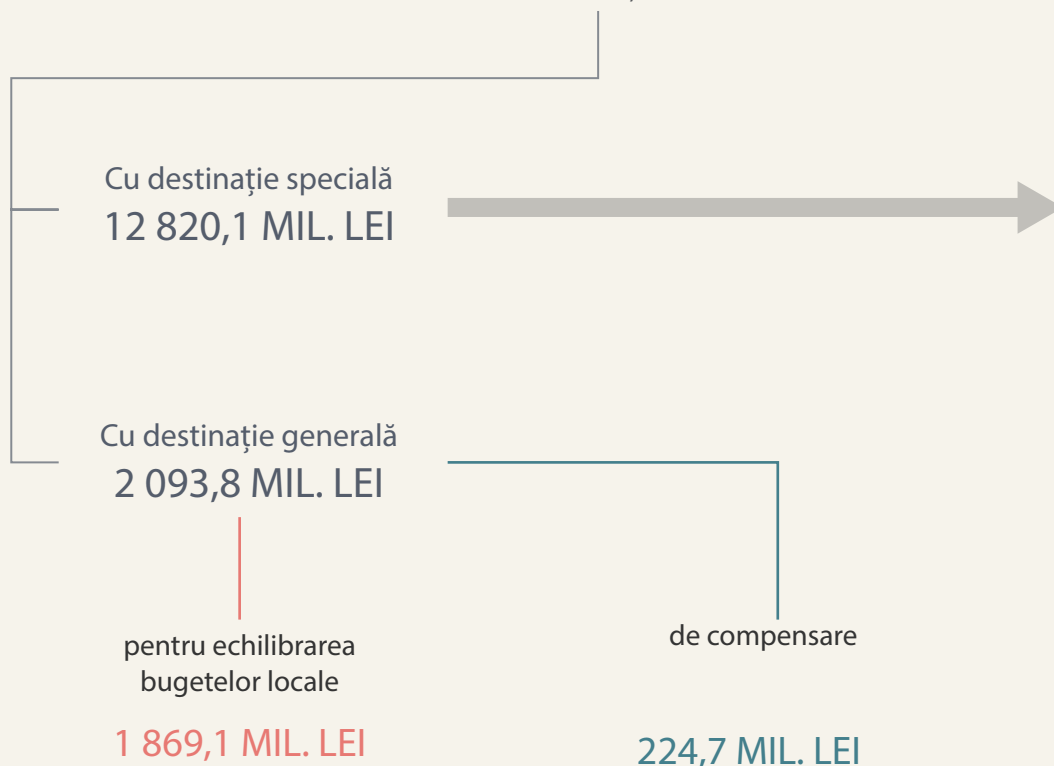 Cu destinație specială
12 820,1 MIL. LEI
Cu destinație generală
2 093,8 MIL. LEI
pentru echilibrarea
bugetelor locale
1 869,1 MIL. LEI
de compensare
224,7 MIL. LEI